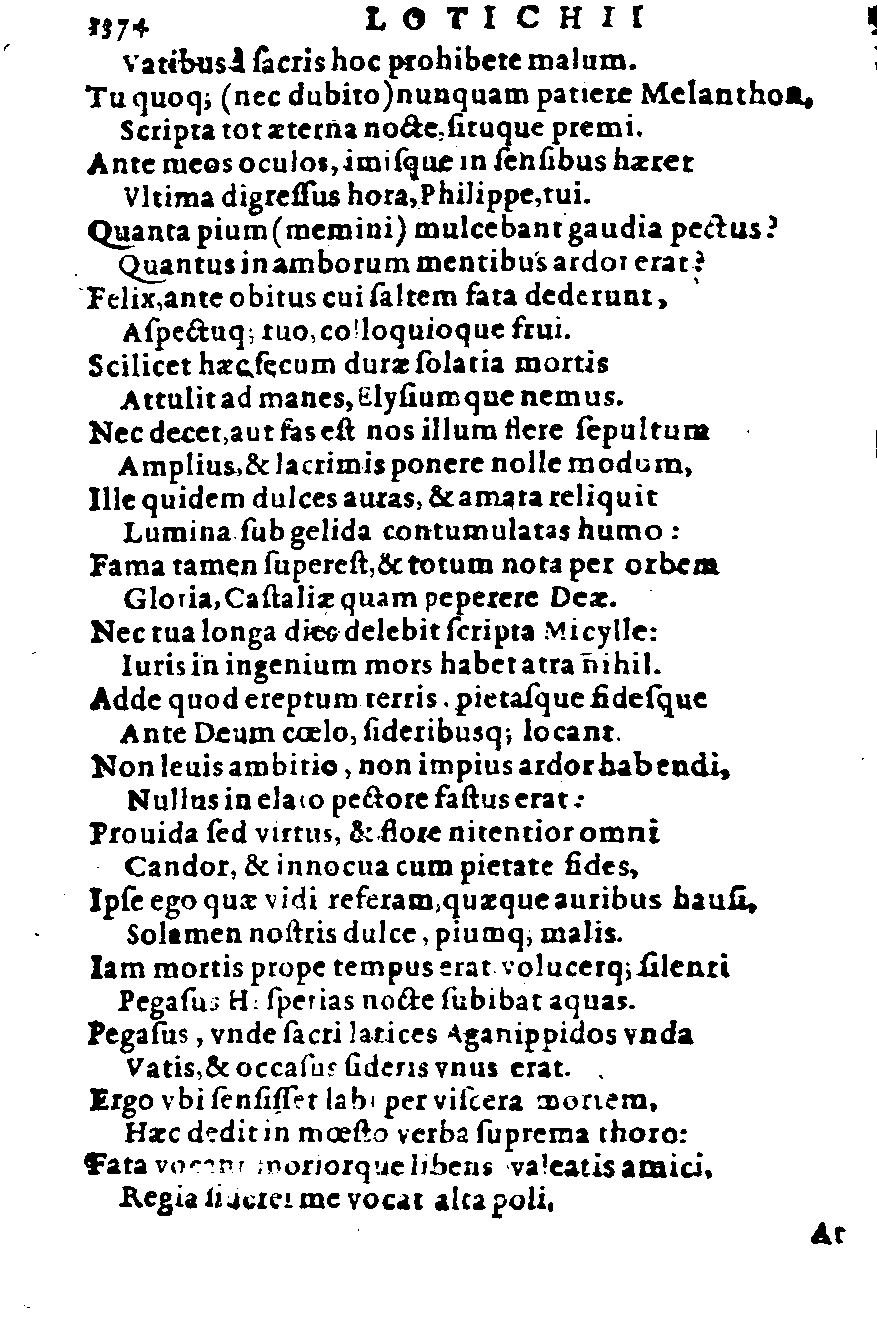 1374 LOTICHII
Vatibus à ſacris hoc prohibete malum.
Tu quoq; (nec dubito) nunquam patiere Melanthon,
Scripta tot æterna nocte, ſituque premi.
Ante meos oculos, imiſque in ſenſibus hæret
Vltima digreſſus hora, Philippe, tui.
Quanta pium (memini) mulcebant gaudia pectus?
Quantus in amborum mentibus ardor erat?
Felix, ante obitus cui ſaltem fata dederunt,
Aſpectuq; tuo, colloquioque frui.
Scilicet hæc ſecum duræ ſolatia mortis
Attulit ad manes, Elyſiumque nemus.
Nec decet, aut fas eſt nos illum flere ſepultum
Amplius, & lacrimis ponere nolle modum,
Ille quidem dulces auras, & amata reliquit
Lumina ſub gelida contumulatas humo:
Fama tamen ſupereſt, & totum nota per orbem
Gloria, Caſtaliæ quam peperere Deæ.
Nec tua longa dies delebit ſcripta Micylle:
Iuris in ingenium mors habet atra nihil.
Adde quod ereptum terris, pietaſque fideſque
Ante Deum cœlo, ſideribusq; locant.
Non leuis ambitio, non impius ardor habendi,
Nullus in elato pectore faſtus erat:
Prouida ſed virtus, & flore nitentior omni
Candor, & innocua cum pietate fides,
Ipſe ego quæ vidi referam, quæque auribus hauſi,
Solamen noſtris dulce, piumq; malis.
Iam mortis prope tempus erat volucerq; ſilenti
Pegaſus Heſperias nocte ſubibat aquas.
Pegaſus, vnde ſacri latices Aganippidos vnda
Vatis, & occaſus ſideris vnus erat.
Ergo vbi ſenſiſſet labi per viſcera mortem,
Hæc dedit in mœſto verba ſuprema thoro:
Fata vocant moriorque libens valeatis amici,
Regia ſiderei me vocat alta poli,
At